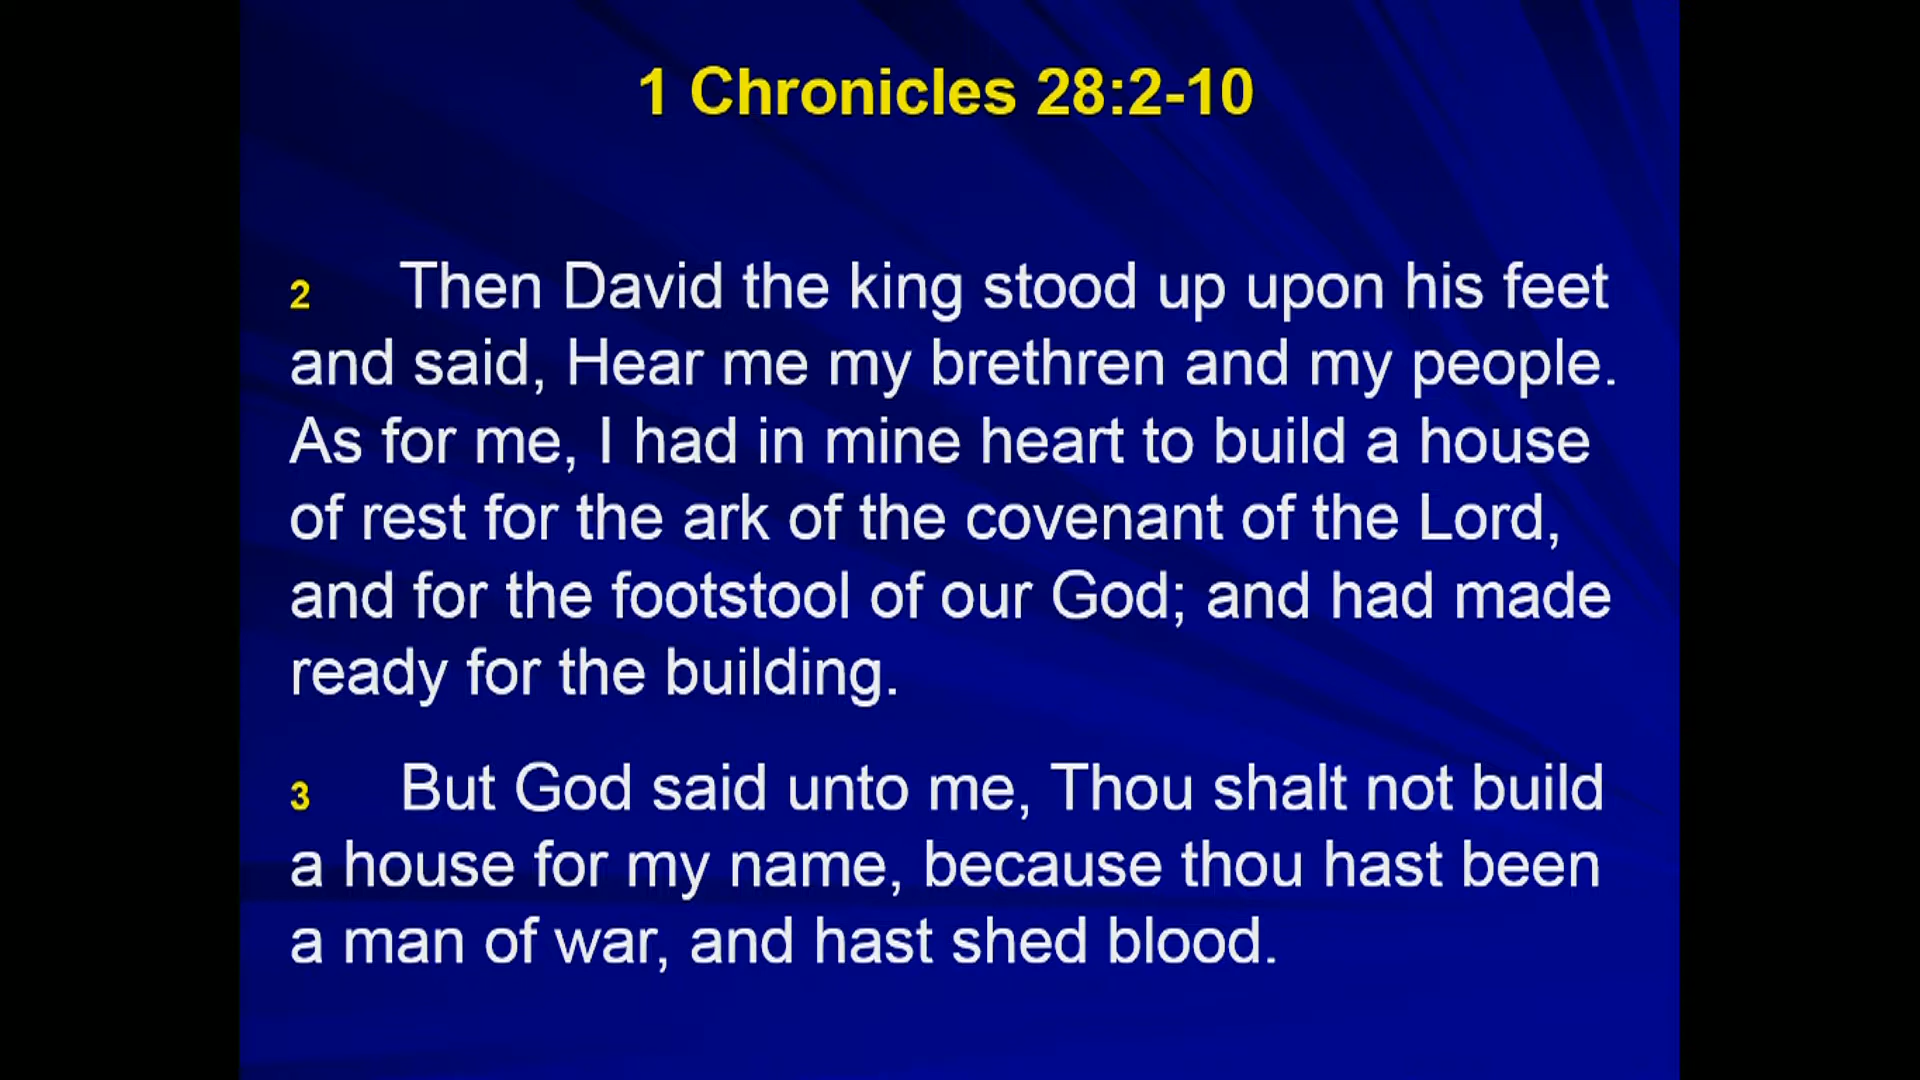 1 Chronicles 28:2-10
2 Then David the king stood up upon his feet
and said, Hear me my brethren and my people.
As for me, I had in mine heart to build a house
of rest for the ark of the covenant of the Lord,
and for the footstool of our God; and had made
ready for the building.
3 But God said unto me, Thou shalt not build
a house for my name, because thou hast been
a man of war, and hast shed blood.